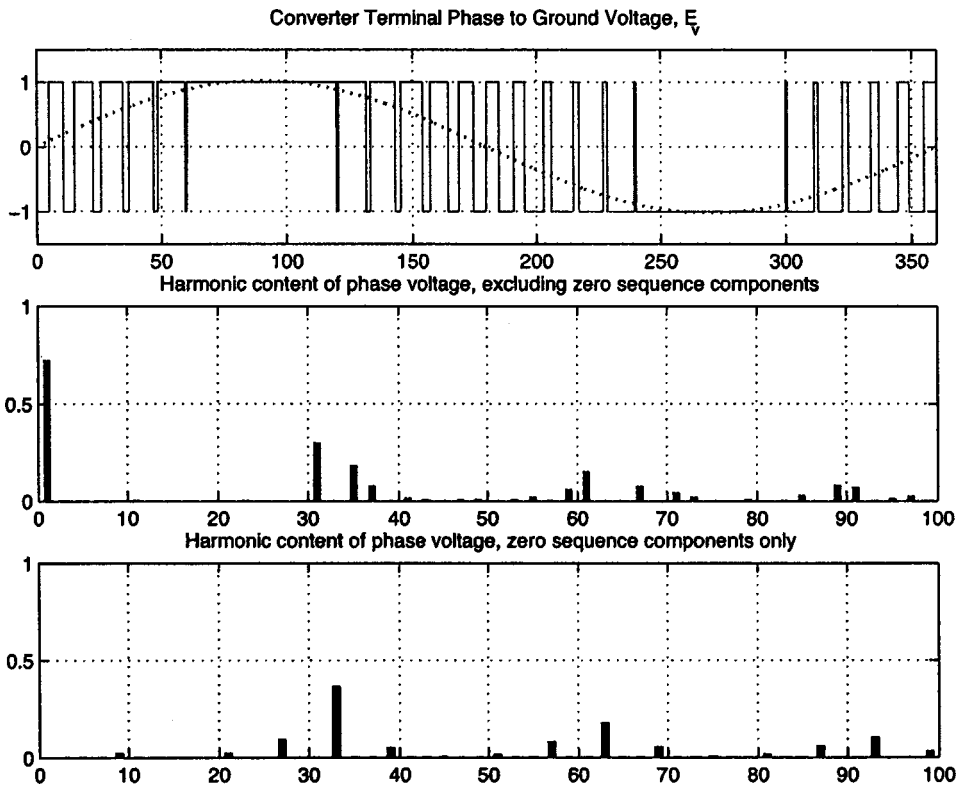 Converter Terminal Phase to Ground Voltage, Ev
1
0
−1
0 50 100 150 200 250 300 350
Harmonic content of phase voltage, excluding zero sequence components
1
0.5
0
0 10 20 30 40 50 60 70 80 90 100
Harmonic content of phase voltage, zero sequence components only
1
0.5
0
0 10 20 30 40 50 60 70 80 90 100